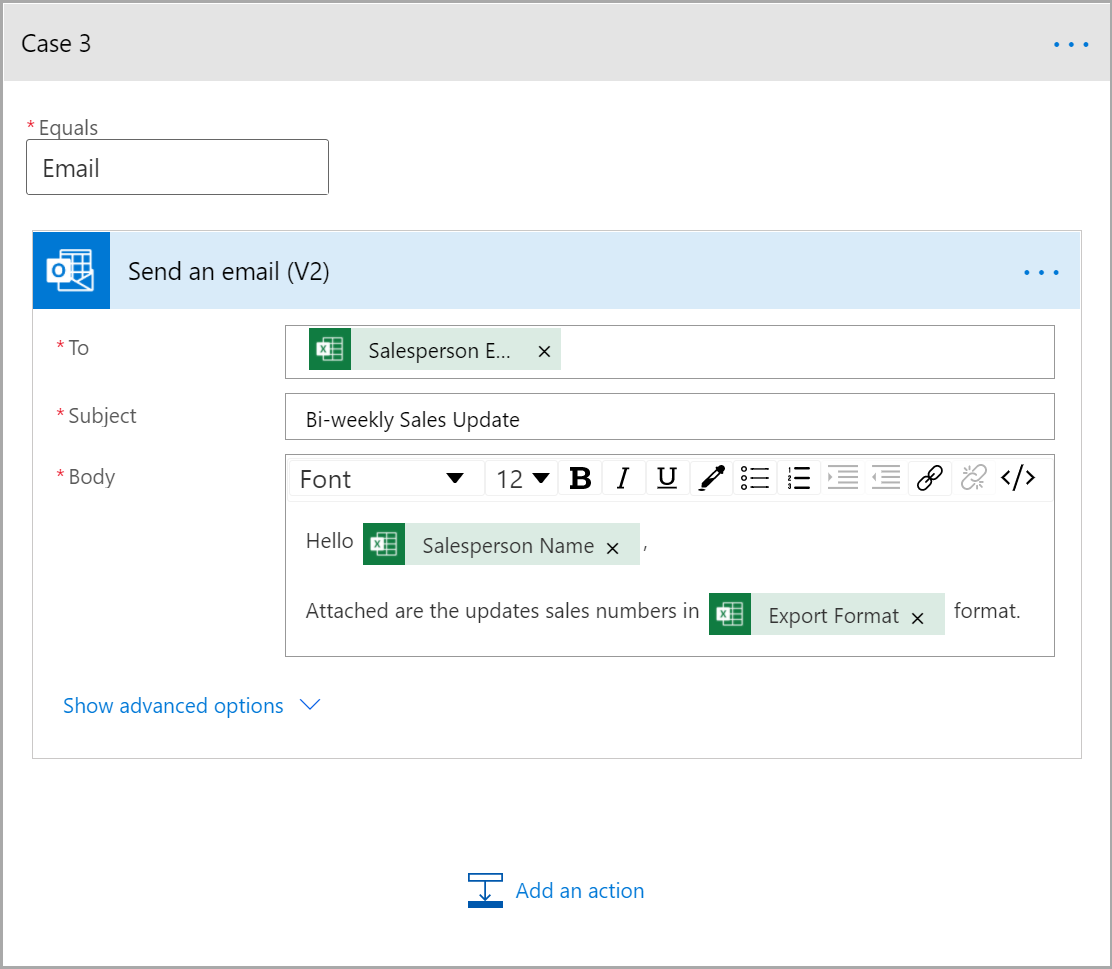 Case 3
* Equals
Email
Send an email (V2)
* To
Salesperson E...
* Subject
Bi-weekly Sales Update
* Body
Font 12 B I U </>
Hello Salesperson Name ,
Attached are the updates sales numbers in Export Format format.
Show advanced options
Add an action